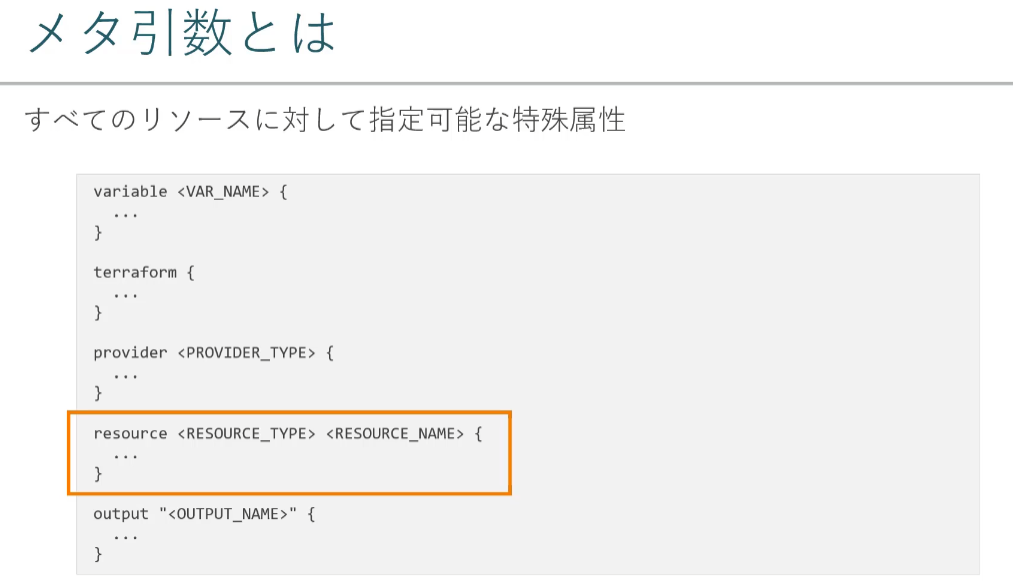 メタ引数とは
すべてのリソースに対して指定可能な特殊属性
variable <VAR_NAME> {
  ...
}
terraform {
  ...
}
provider <PROVIDER_TYPE> {
  ...
}
resource <RESOURCE_TYPE> <RESOURCE_NAME> {
  ...
}
output "<OUTPUT_NAME>" {
  ...
}